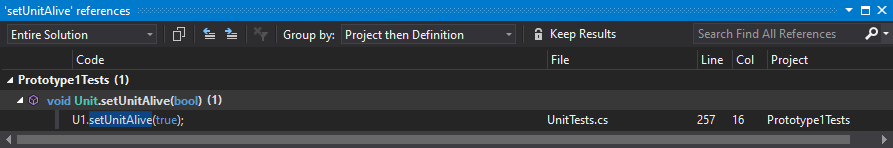 'setUnitAlive' references
Entire Solution Group by: Project then Definition Keep Results Search Find All References
Code File Line Col Project
Prototype1Tests (1)
void Unit.setUnitAlive(bool) (1)
U1.setUnitAlive(true); UnitTests.cs 257 16 Prototype1Tests